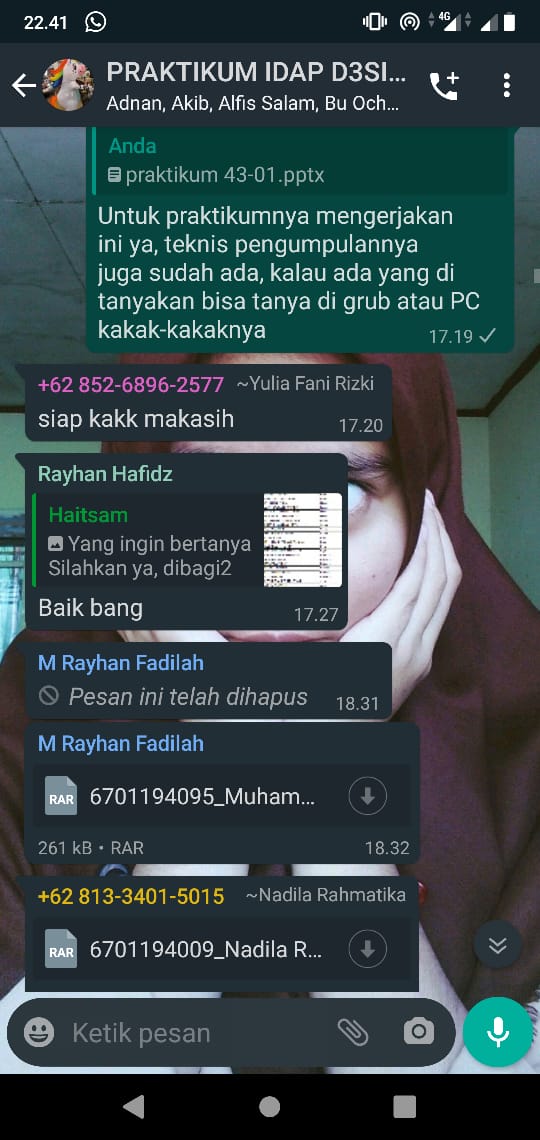 22.41
4G
PRAKTIKUM IDAP D3SI...
Adnan, Akib, Alfis Salam, Bu Och...
Anda
praktikum 43-01.pptx
Untuk praktikumnya mengerjakan
ini ya, teknis pengumpulannya
juga sudah ada, kalau ada yang di
tanyakan bisa tanya di grub atau PC
kakak-kakaknya
17.19
+62 852-6896-2577 ~Yulia Fani Rizki
siap kakk makasih
17.20
Rayhan Hafidz
Haitsam
Yang ingin bertanya
Silahkan ya, dibagi2
Baik bang
17.27
M Rayhan Fadilah
Pesan ini telah dihapus
18.31
M Rayhan Fadilah
RAR
6701194095_Muham...
261 kB • RAR
18.32
+62 813-3401-5015 ~Nadila Rahmatika
RAR
6701194009_Nadila R...
Ketik pesan